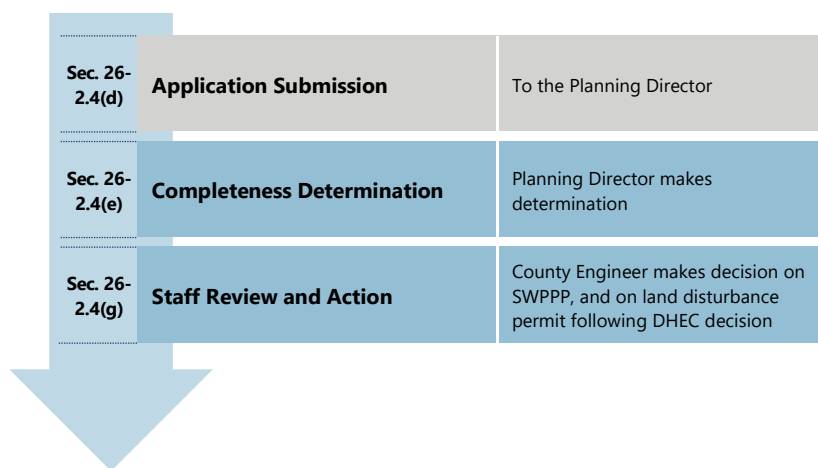 Sec. 26-
2.4(d)
Application Submission
To the Planning Director
Sec. 26-
2.4(e)
Completeness Determination
Planning Director makes
determination
Sec. 26-
2.4(g)
Staff Review and Action
County Engineer makes decision on
SWPPP, and on land disturbance
permit following DHEC decision